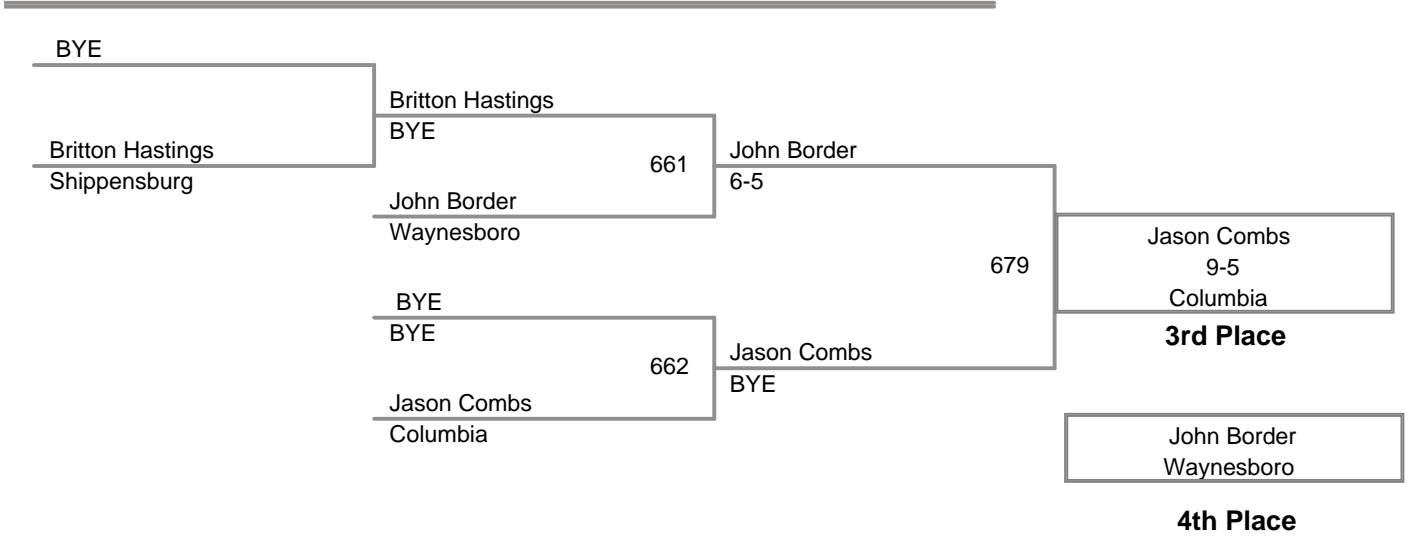 BYE
Britton Hastings
Shippensburg
Britton Hastings
BYE
661
John Border
Waynesboro
BYE
BYE
662
Jason Combs
Columbia
John Border
6-5
679
Jason Combs
BYE
Jason Combs
9-5
Columbia
3rd Place
John Border
Waynesboro
4th Place